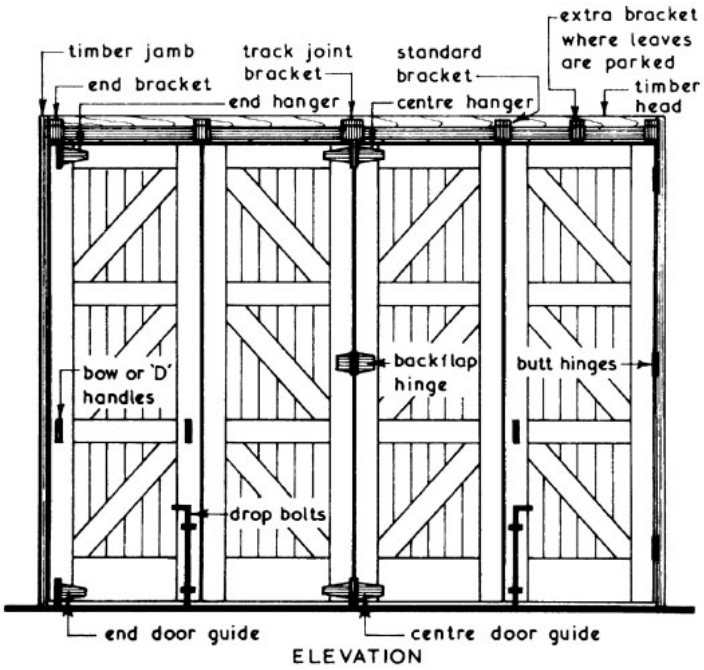 timber jamb
end bracket
track joint
bracket
end hanger
standard
bracket
centre hanger
extra bracket
where leaves
are parked
timber
head
bow or 'D'
handles
backflap
hinge
butt hinges
drop bolts
end door guide
centre door guide
ELEVATION